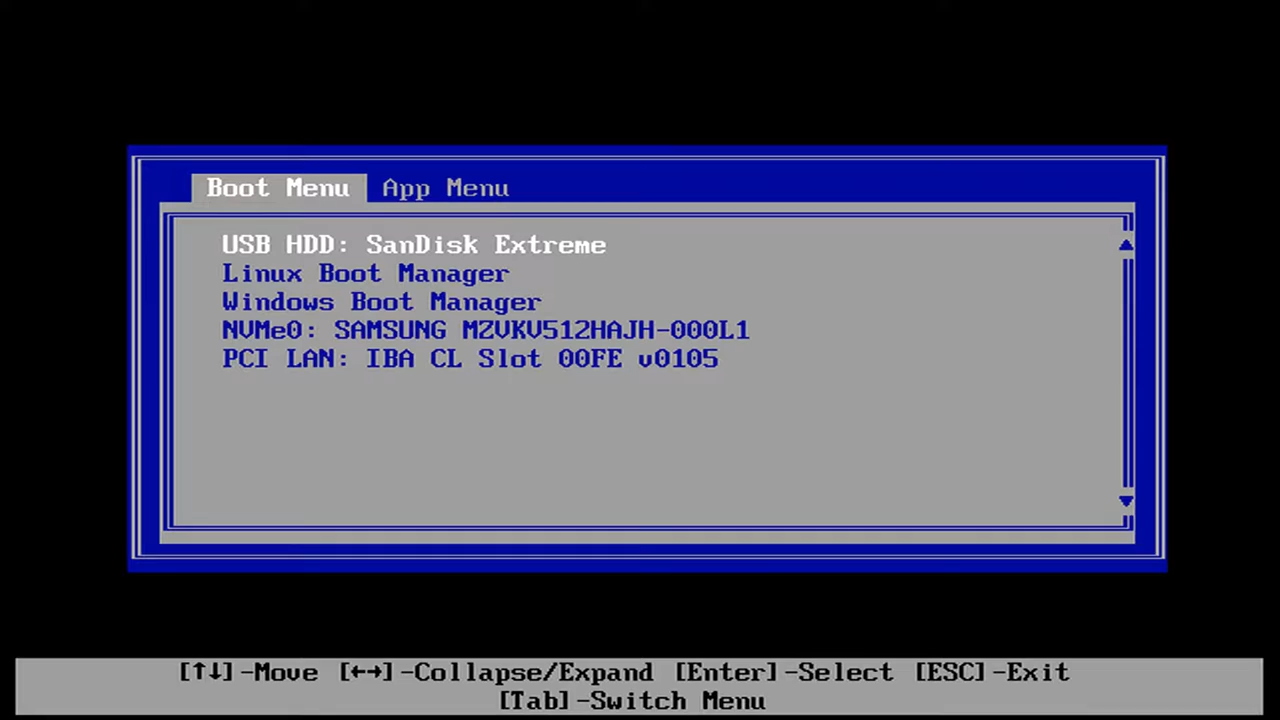 Boot Menu App Menu
USB HDD: SanDisk Extreme
Linux Boot Manager
Windows Boot Manager
NVMe0: SAMSUNG MZVKV512HAJH-000L1
PCI LAN: IBA CL Slot 00FE v0105
[↑↓]-Move [←→]-Collapse/Expand [Enter]-Select [ESC]-Exit
[Tab]-Switch Menu